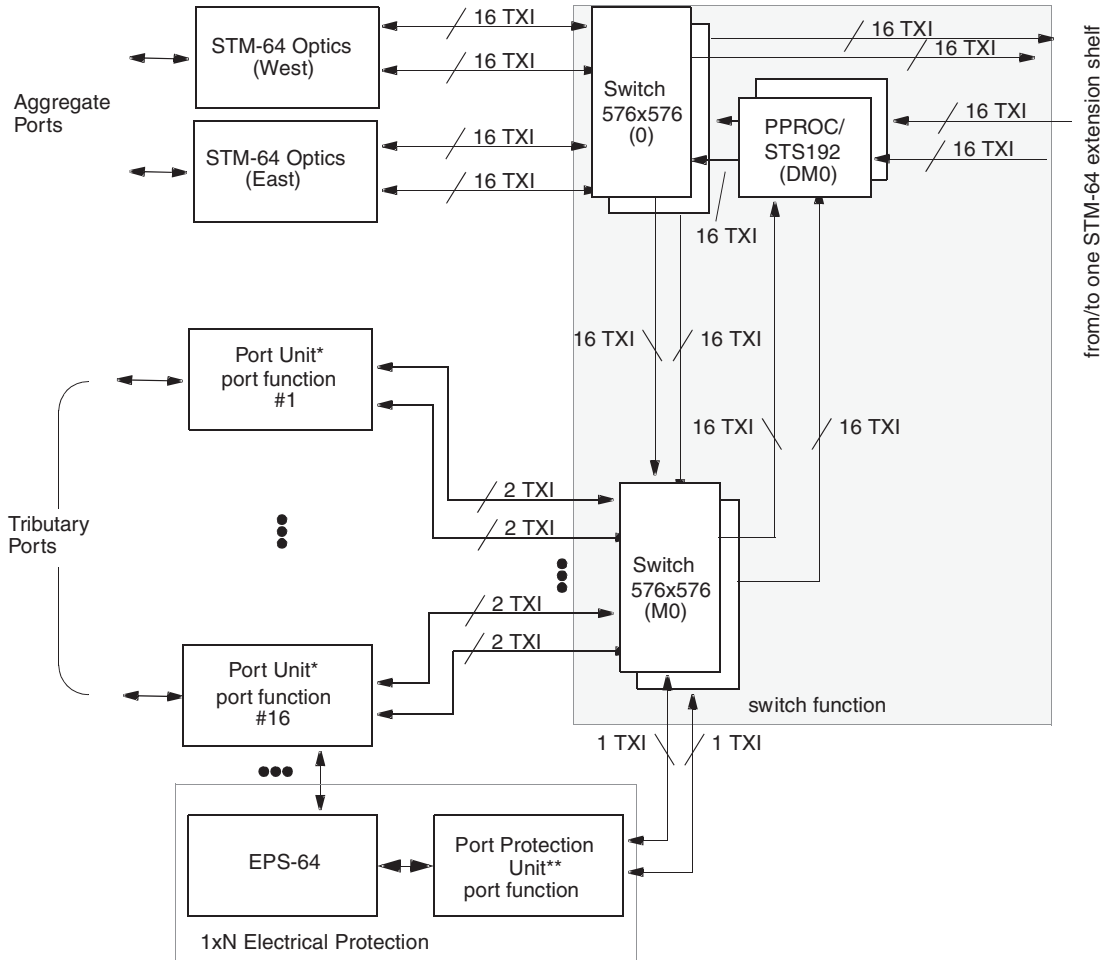 16 TXI
16 TXI
16 TXI
STM-64 Optics
(West)
16 TXI
16 TXI
Switch
576x576
(0)
Aggregate
Ports
PPROC/
STS192
(DM0)
16 TXI
16 TXI
STM-64 Optics
(East)
16 TXI
16 TXI
16 TXI
from/to one STM-64 extension shelf
16 TXI
16 TXI
Port Unit*
port function
#1
16 TXI
16 TXI
2 TXI
2 TXI
Tributary
Ports
Switch
576x576
(M0)
2 TXI
2 TXI
Port Unit*
port function
#16
switch function
1 TXI
1 TXI
EPS-64
Port Protection
Unit**
port function
1xN Electrical Protection